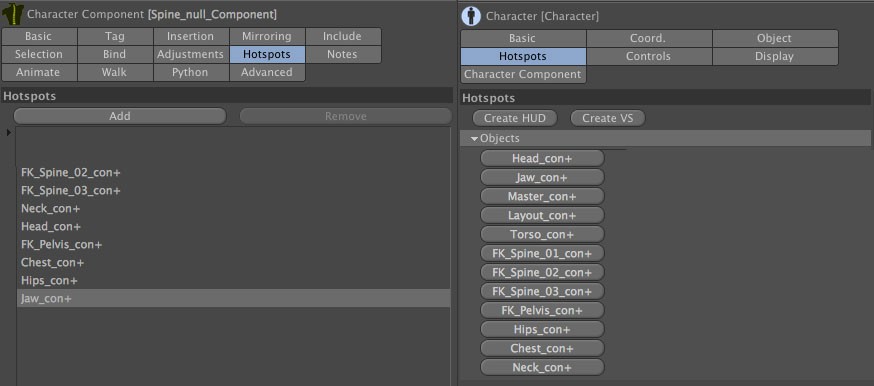 Character Component [Spine_null_Component]
Basic Tag Insertion Mirroring Include
Selection Bind Adjustments Hotspots Notes
Animate Walk Python Advanced
Hotspots
Add Remove
FK_Spine_02_con+
FK_Spine_03_con+
Neck_con+
Head_con+
FK_Pelvis_con+
Chest_con+
Hips_con+
Jaw_con+
Character [Character]
Basic Coord. Object
Hotspots Controls Display
Character Component
Hotspots
Create HUD Create VS
Objects
Head_con+
Jaw_con+
Master_con+
Layout_con+
Torso_con+
FK_Spine_01_con+
FK_Spine_02_con+
FK_Spine_03_con+
FK_Pelvis_con+
Hips_con+
Chest_con+
Neck_con+